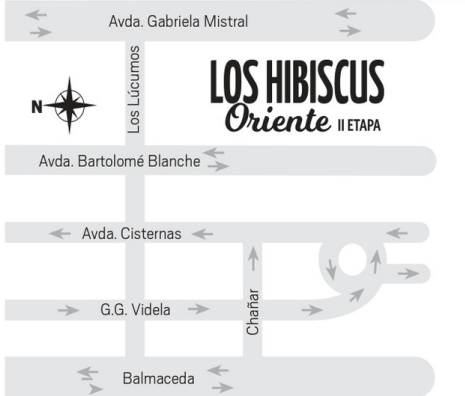 Avda. Gabriela Mistral
Los Lúcumos
N
LOS HIBISCUS
Oriente II ETAPA
Avda. Bartolomé Blanche
Avda. Cisternas
G.G. Videla
Chañar
Balmaceda